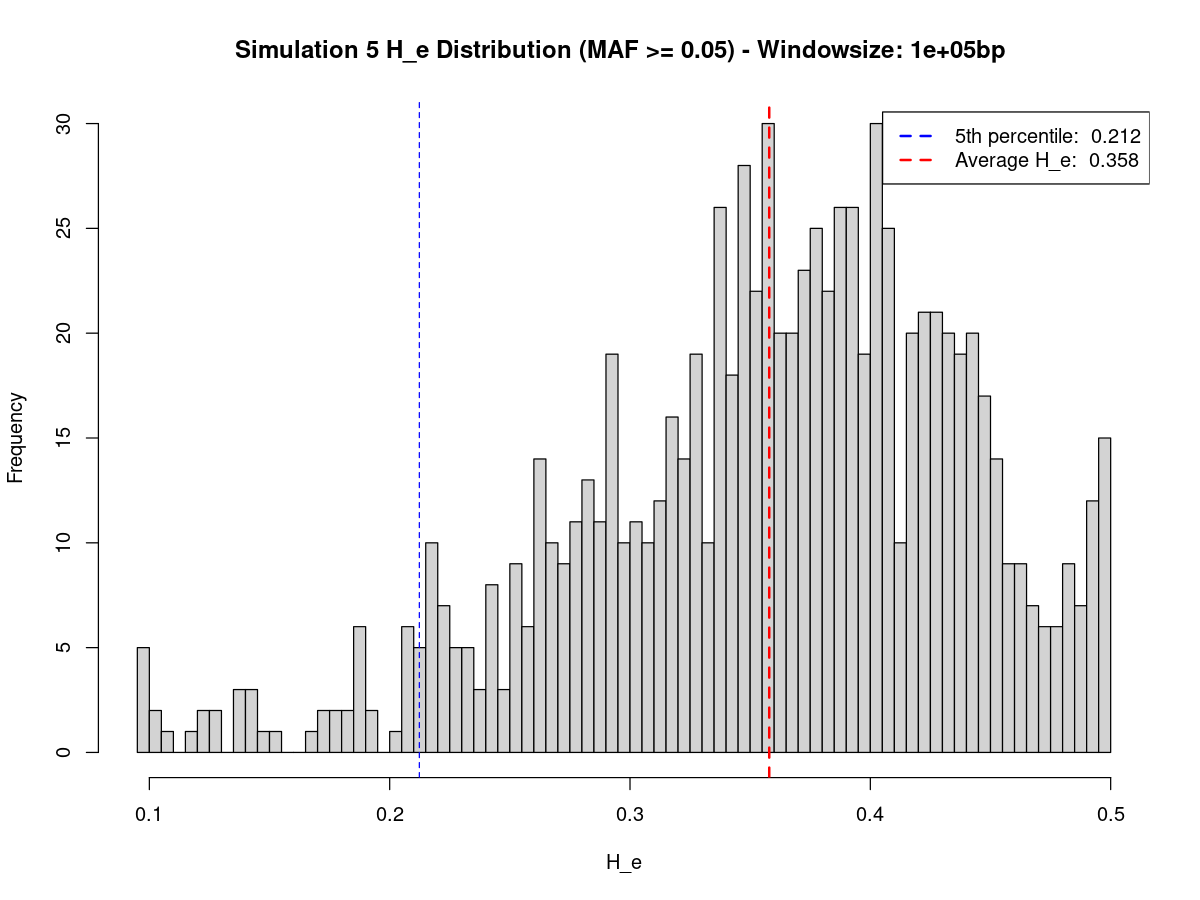 Simulation 5 H_e Distribution (MAF >= 0.05) - Windowsize: 1e+05bp
5th percentile: 0.212
Average H_e: 0.358
Frequency
30
25
20
15
10
5
0
0.1 0.2 0.3 0.4 0.5
H_e